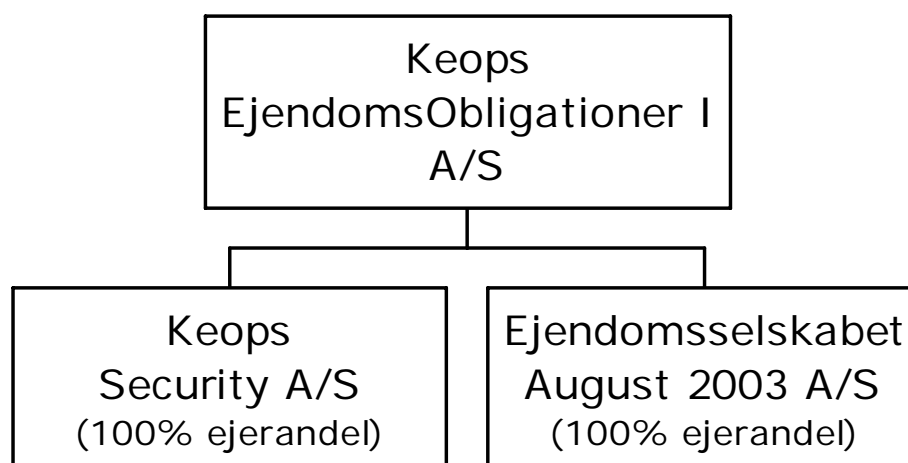 Keops
EjendomsObligationer I
A/S
Keops
Security A/S
(100% ejerandel)
Ejendomsselskabet
August 2003 A/S
(100% ejerandel)